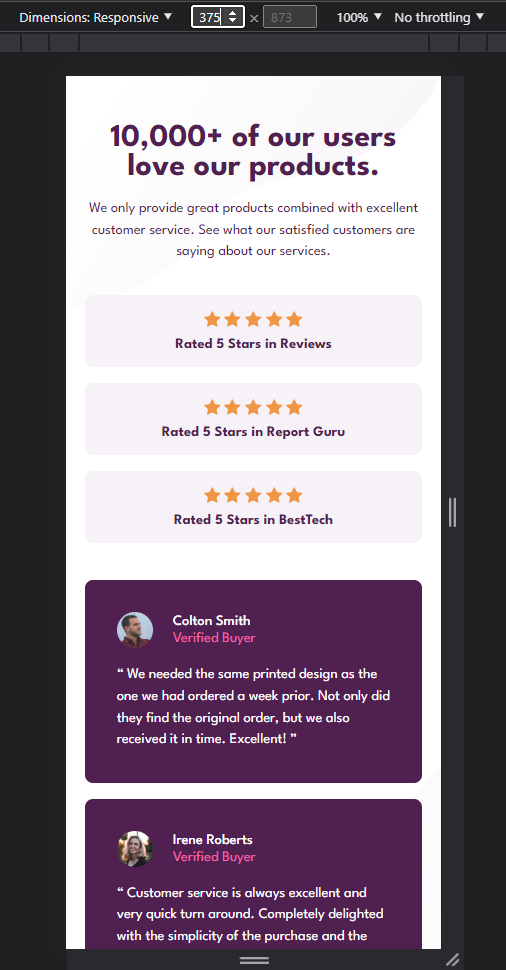 Dimensions: Responsive ▼ 375 × 873 100% ▼ No throttling ▼
10,000+ of our users
love our products.
We only provide great products combined with excellent
customer service. See what our satisfied customers are
saying about our services.
Rated 5 Stars in Reviews
Rated 5 Stars in Report Guru
Rated 5 Stars in BestTech
Colton Smith
Verified Buyer
“ We needed the same printed design as the
one we had ordered a week prior. Not only did
they find the original order, but we also
received it in time. Excellent! ”
Irene Roberts
Verified Buyer
“ Customer service is always excellent and
very quick turn around. Completely delighted
with the simplicity of the purchase and the